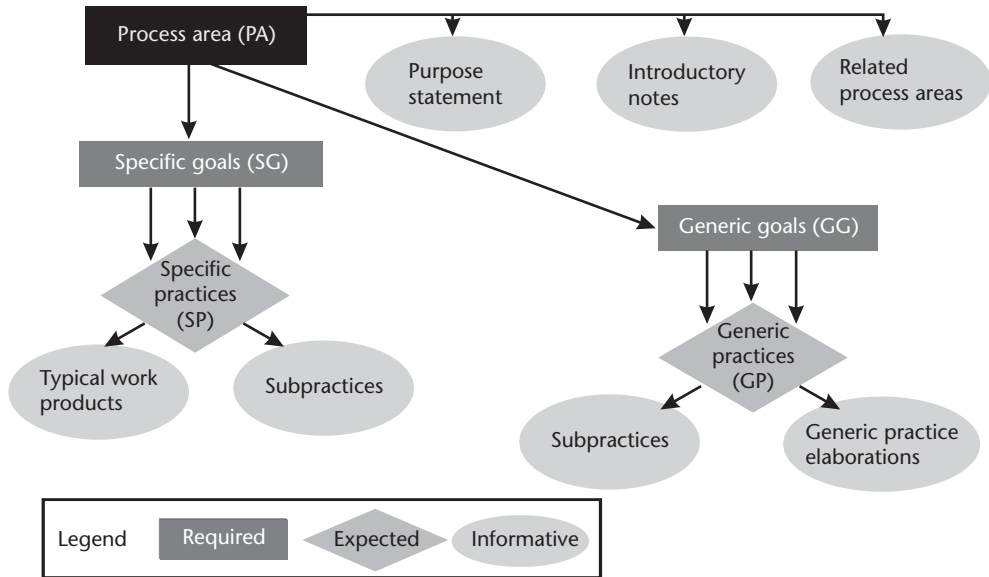 Process area (PA)
Purpose
statement
Introductory
notes
Related
process areas
Specific goals (SG)
Generic goals (GG)
Specific
practices
(SP)
Generic
practices
(GP)
Typical work
products
Subpractices
Subpractices
Generic practice
elaborations
Legend
Required
Expected
Informative